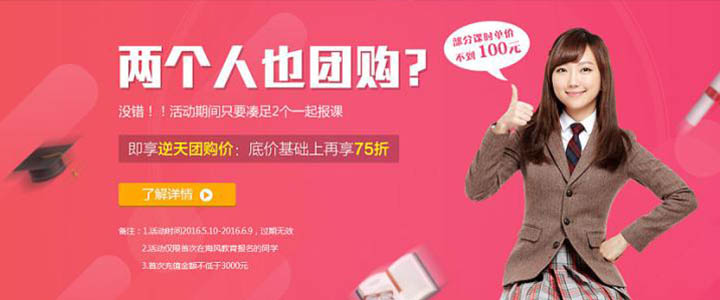 两个人也团购?
部分课时单价
不到100元
没错!!活动期间只要凑足2个一起报课
即享逆天团购价:底价基础上再享75折
了解详情
备注:1.活动时间2016.5.10-2016.6.9,过期无效
2.活动仅限首次在海风教育报名的同学
3.首次充值金额不低于3000元